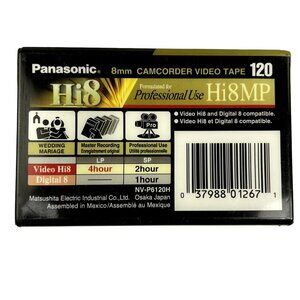 Panasonic 8mm CAMCORDER VIDEO TAPE 120
Hi8 Formulated for Professional Use Hi8MP
• Video Hi8 and Digital 8 compatible.
• Video Hi8 et Digital 8 compatible.
WEDDING
MARIAGE
Master Recording
Enregistrement original
Pro
Professional Use
Utilité professionnelle
LP SP
Video Hi8 4hour 2hour
Digital 8 —— 1hour
NV-P6120H
Matsushita Electric Industrial Co.,Ltd. Osaka Japan
Assembled in Mexico/Assemblé au Mexique
0 37988 01267 1